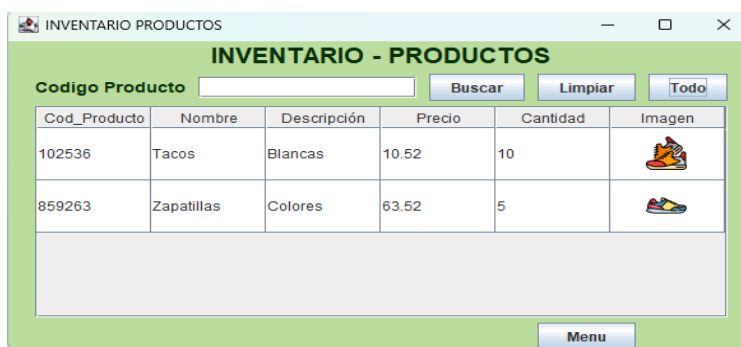 INVENTARIO PRODUCTOS
INVENTARIO - PRODUCTOS
Codigo Producto Buscar Limpiar Todo
Cod_Producto Nombre Descripción Precio Cantidad Imagen
102536 Tacos Blancas 10.52 10
859263 Zapatillas Colores 63.52 5
Menu